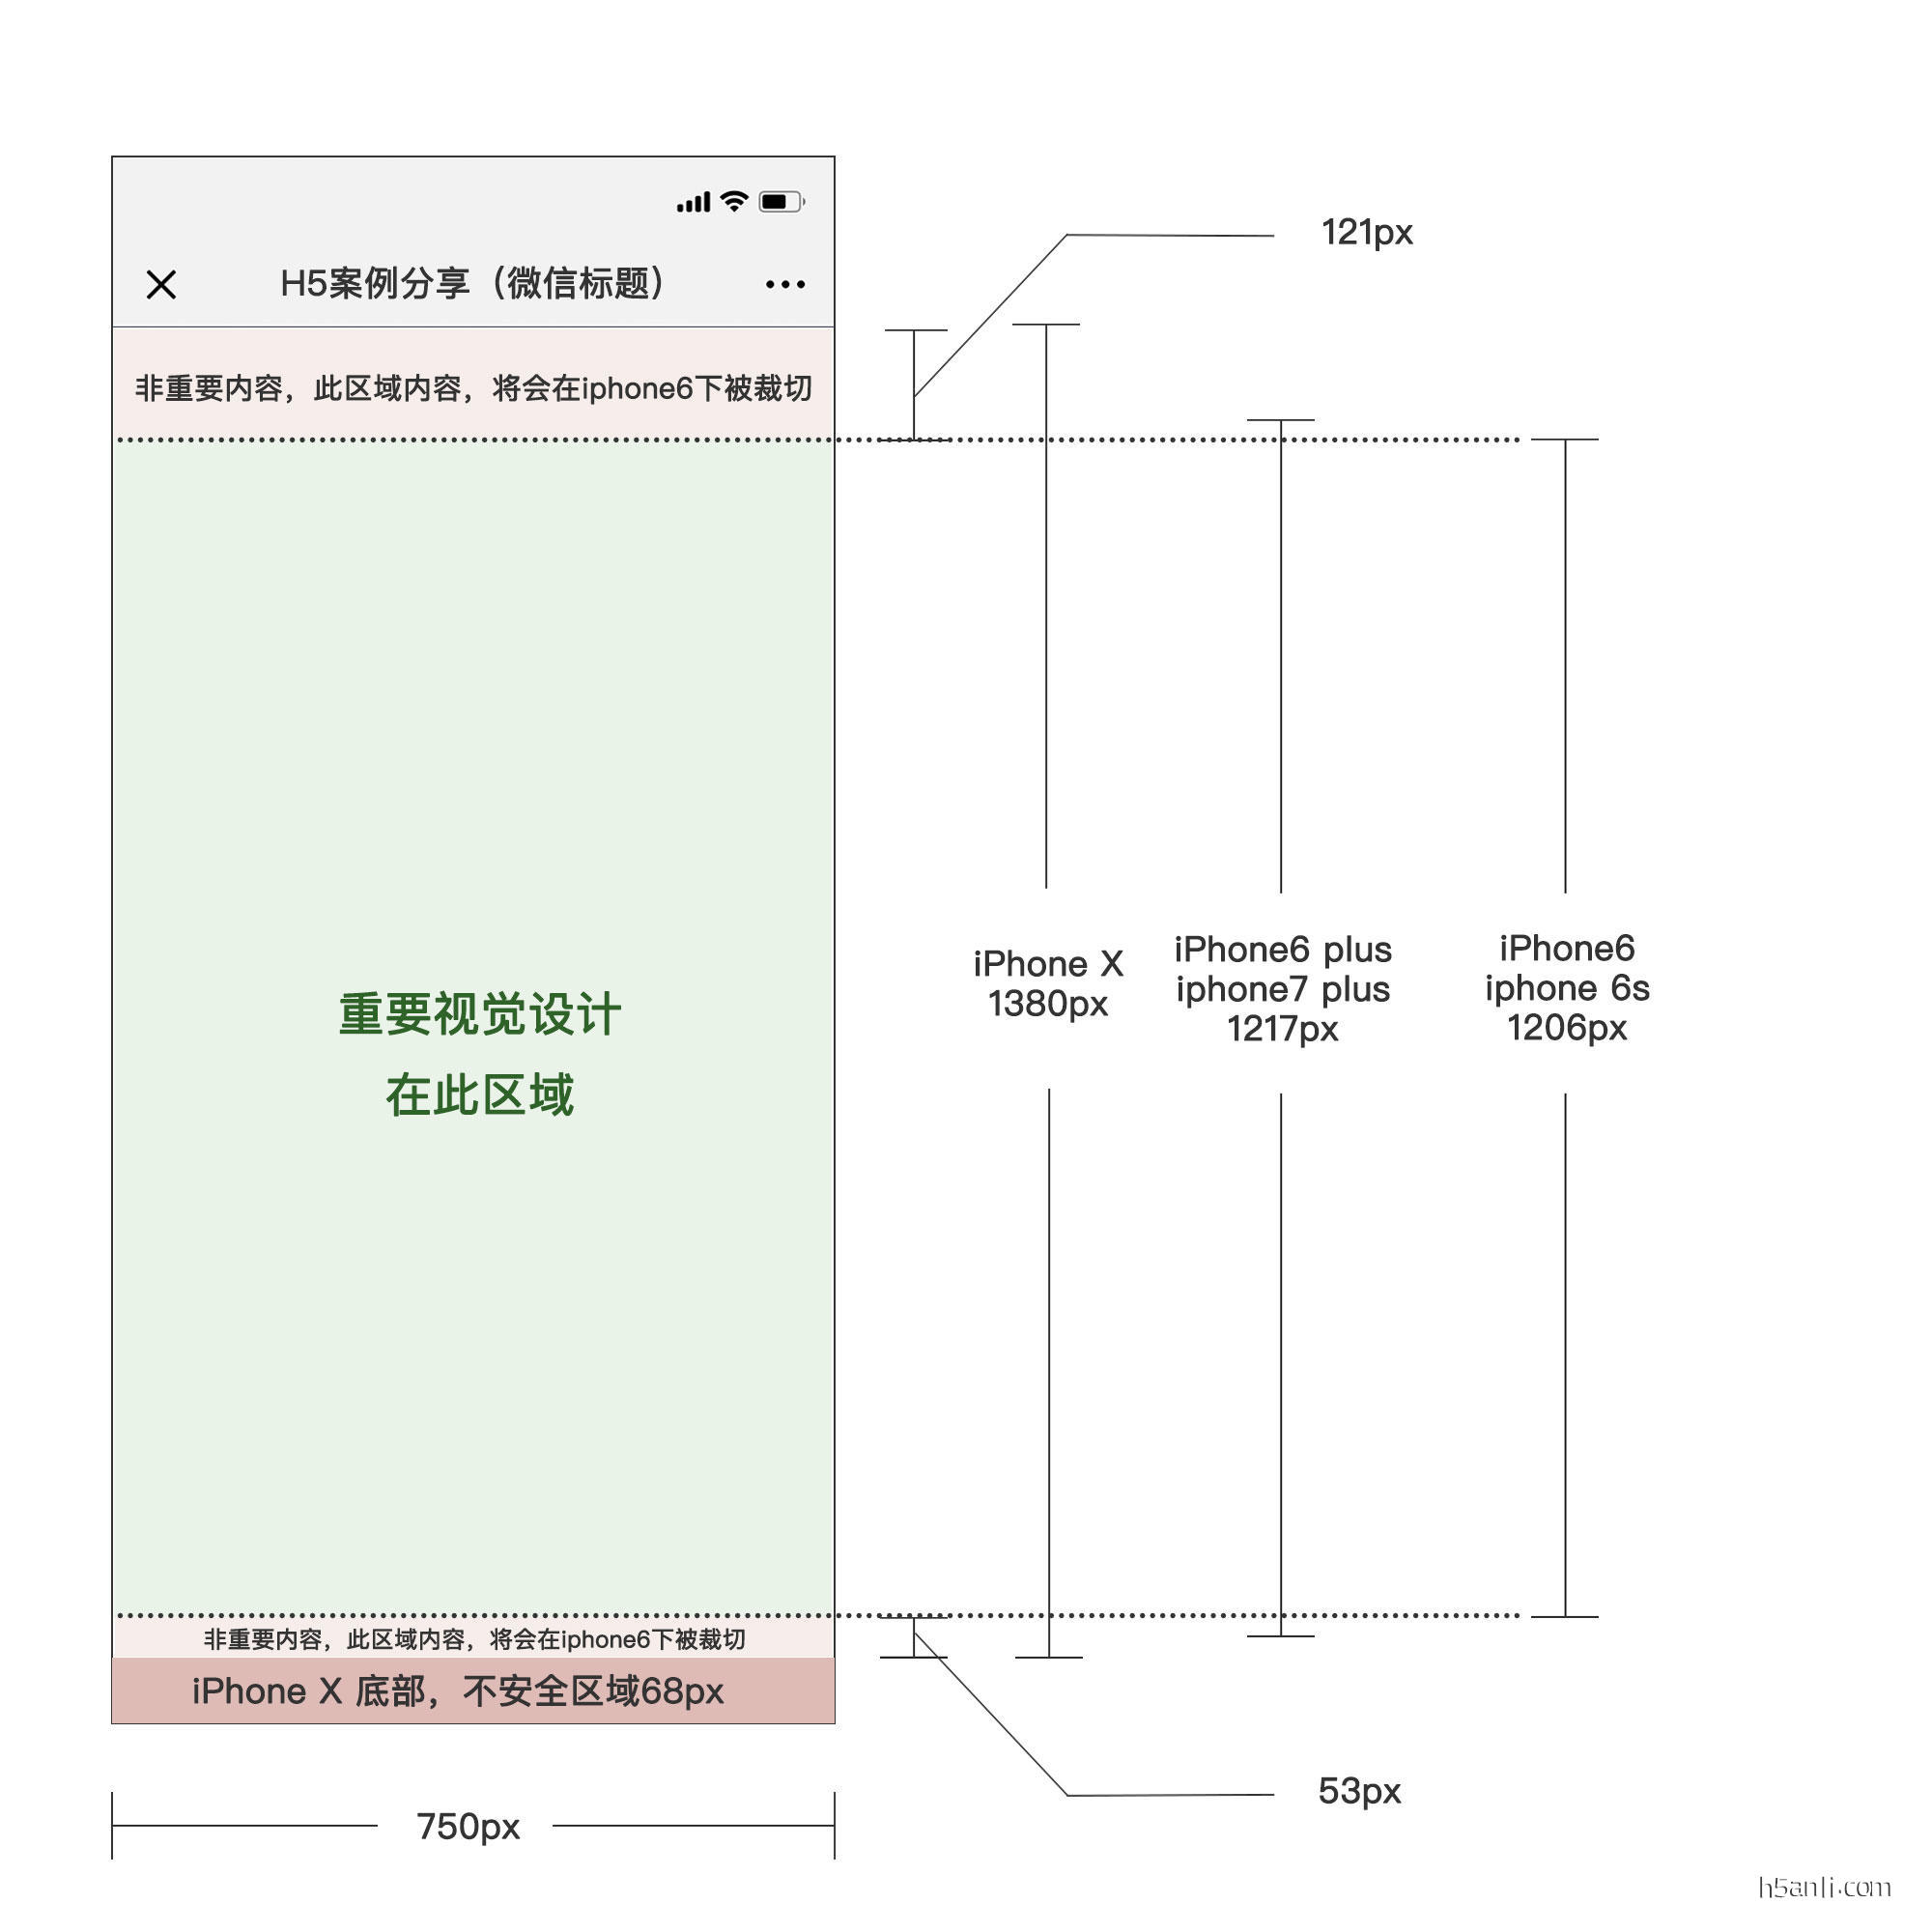 H5案例分享（微信标题）
121px
非重要内容，此区域内容，将会在iphone6下被裁切
重要视觉设计
在此区域
iPhone X
1380px
iPhone6 plus
iphone7 plus
1217px
iPhone6
iphone 6s
1206px
非重要内容，此区域内容，将会在iphone6下被裁切
iPhone X 底部，不安全区域68px
53px
750px
h5anli.com